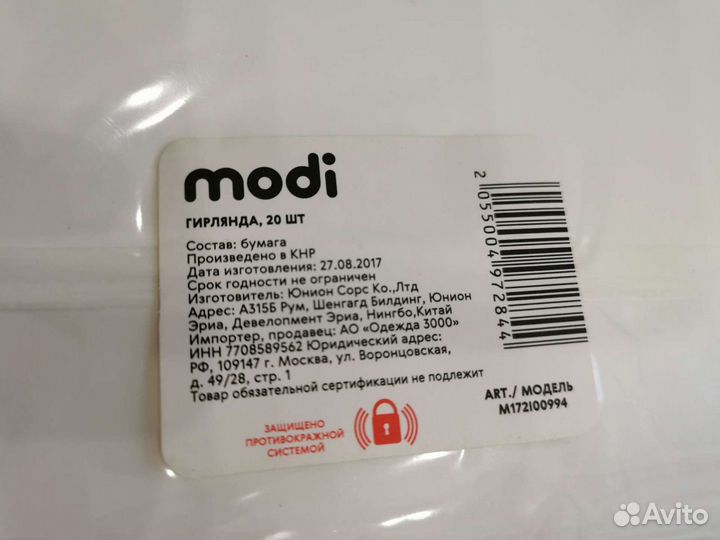 modi
ГИРЛЯНДА, 20 ШТ
Состав: бумага
Произведено в КНР
Дата изготовления: 27.08.2017
Срок годности не ограничен
Изготовитель: Юнион Сорс Ко.,Лтд
Адрес: А315Б Рум, Шенгагд Билдинг, Юнион
Эриа, Девелопмент Эриа, Нингбо,Китай
Импортер, продавец: АО «Одежда 3000»
ИНН 7708589562 Юридический адрес:
РФ, 109147 г. Москва, ул. Воронцовская,
д. 49/28, стр. 1
Товар обязательной сертификации не подлежит
ЗАЩИЩЕНО
ПРОТИВОКРАЖНОЙ
СИСТЕМОЙ
2055004972844
ART./ МОДЕЛЬ
M172I00994
Avito